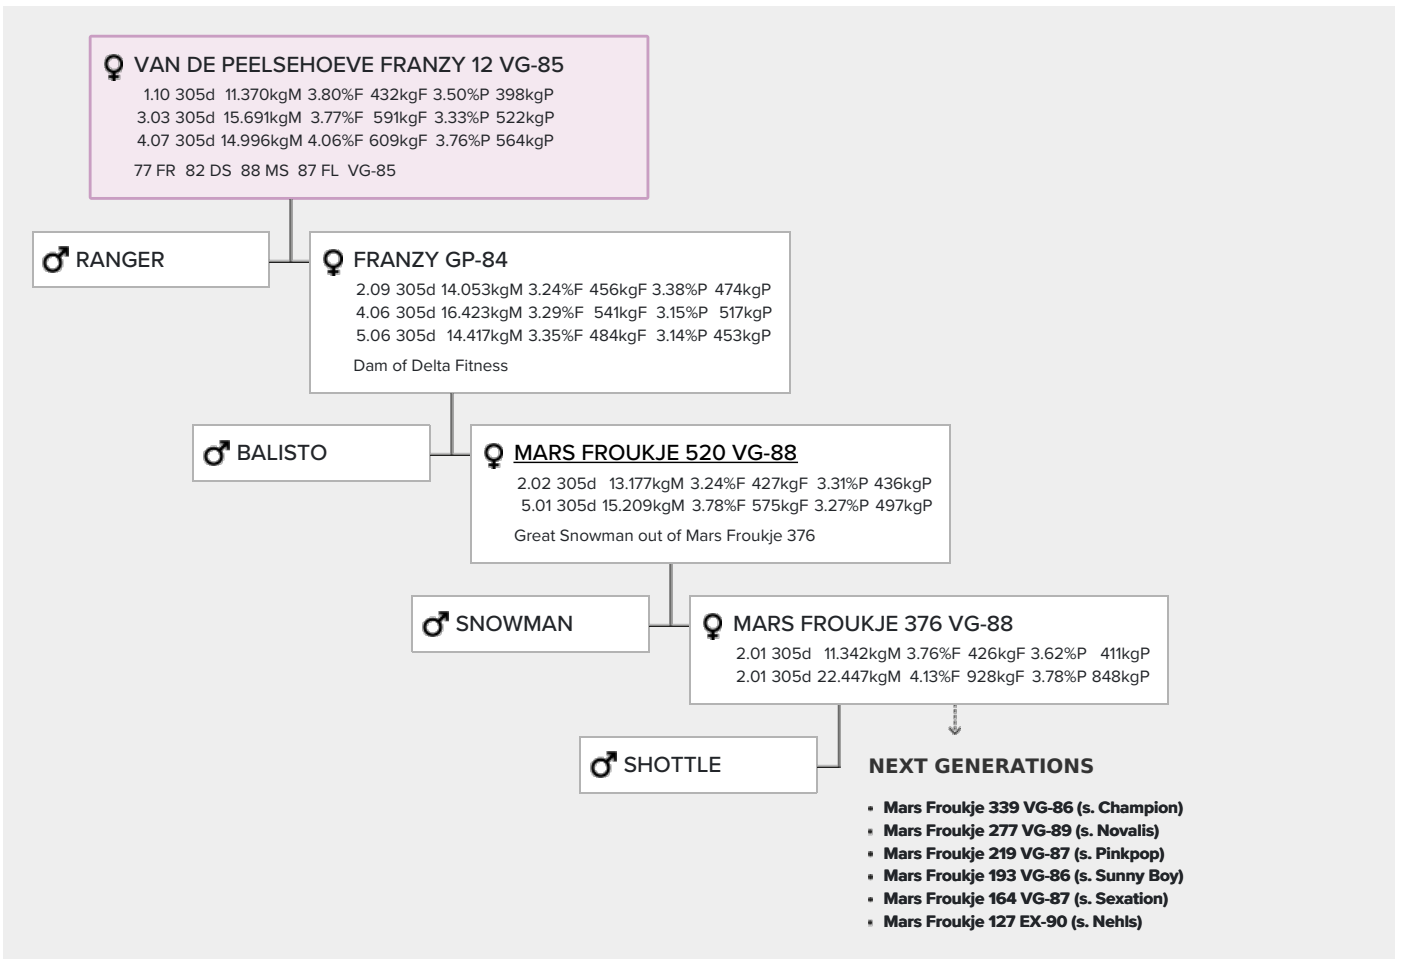 VAN DE PEELSEHOEVE FRANZY 12 VG-85
1.10 305d 11.370kgM 3.80%F 432kgF 3.50%P 398kgP
3.03 305d 15.691kgM 3.77%F 591kgF 3.33%P 522kgP
4.07 305d 14.996kgM 4.06%F 609kgF 3.76%P 564kgP
77 FR 82 DS 88 MS 87 FL VG-85
RANGER
FRANZY GP-84
2.09 305d 14.053kgM 3.24%F 456kgF 3.38%P 474kgP
4.06 305d 16.423kgM 3.29%F 541kgF 3.15%P 517kgP
5.06 305d 14.417kgM 3.35%F 484kgF 3.14%P 453kgP
Dam of Delta Fitness
BALISTO
MARS FROUKJE 520 VG-88
2.02 305d 13.177kgM 3.24%F 427kgF 3.31%P 436kgP
5.01 305d 15.209kgM 3.78%F 575kgF 3.27%P 497kgP
Great Snowman out of Mars Froukje 376
SNOWMAN
MARS FROUKJE 376 VG-88
2.01 305d 11.342kgM 3.76%F 426kgF 3.62%P 411kgP
2.01 305d 22.447kgM 4.13%F 928kgF 3.78%P 848kgP
SHOTTLE
NEXT GENERATIONS
• Mars Froukje 339 VG-86 (s. Champion)
• Mars Froukje 277 VG-89 (s. Novalis)
• Mars Froukje 219 VG-87 (s. Pinkpop)
• Mars Froukje 193 VG-86 (s. Sunny Boy)
• Mars Froukje 164 VG-87 (s. Sexation)
• Mars Froukje 127 EX-90 (s. Nehls)